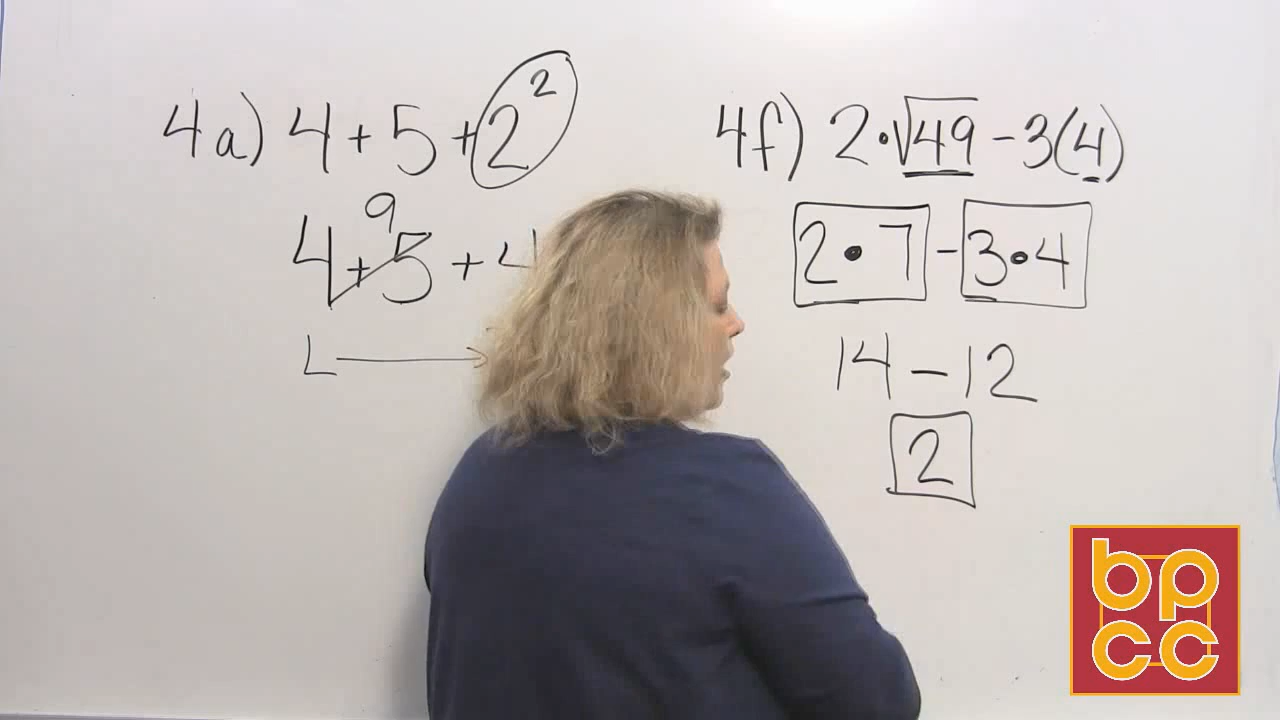 4a) 4 + 5 + 2²
9
4 + 5 + 4
L
4f) 2·√49 - 3(4)
2 · 7 - 3 · 4
14 - 12
2
bp
cc